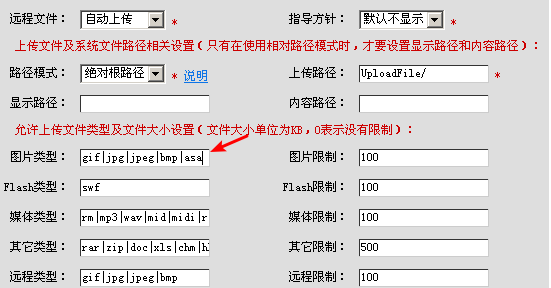 远程文件： 自动上传 * 指导方针： 默认不显示 *
上传文件及系统文件路径相关设置（只有在使用相对路径模式时，才要设置显示路径和内容路径）：
路径模式： 绝对根路径 * 说明 上传路径： UploadFile/ *
显示路径： 内容路径：
允许上传文件类型及文件大小设置（文件大小单位为KB，0表示没有限制）：
图片类型： gif|jpg|jpeg|bmp|asa 图片限制： 100
Flash类型： swf Flash限制： 100
媒体类型： rm|mp3|wav|mid|midi|r 媒体限制： 100
其它类型： rar|zip|doc|xls|chm|h 其它限制： 500
远程类型： gif|jpg|jpeg|bmp 远程限制： 100